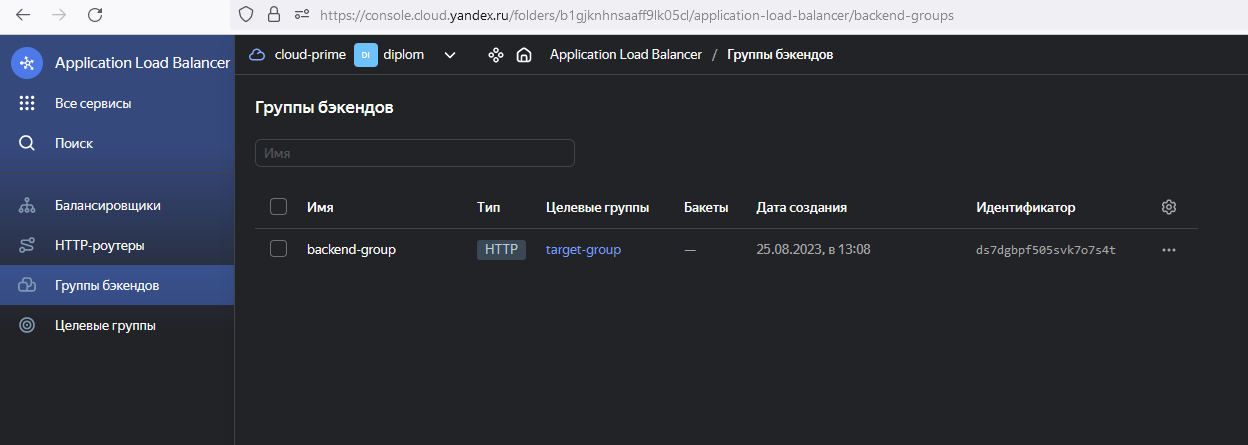 https://console.cloud.yandex.ru/folders/b1gjknhnsaaff9lk05cl/application-load-balancer/backend-groups
Application Load Balancer
Все сервисы
Поиск
Балансировщики
HTTP-роутеры
Группы бэкендов
Целевые группы
cloud-prime DI diplom Application Load Balancer / Группы бэкендов
Группы бэкендов
Имя
Имя Тип Целевые группы Бакеты Дата создания Идентификатор
backend-group HTTP target-group — 25.08.2023, в 13:08 ds7dgbpf505svk7o7s4t